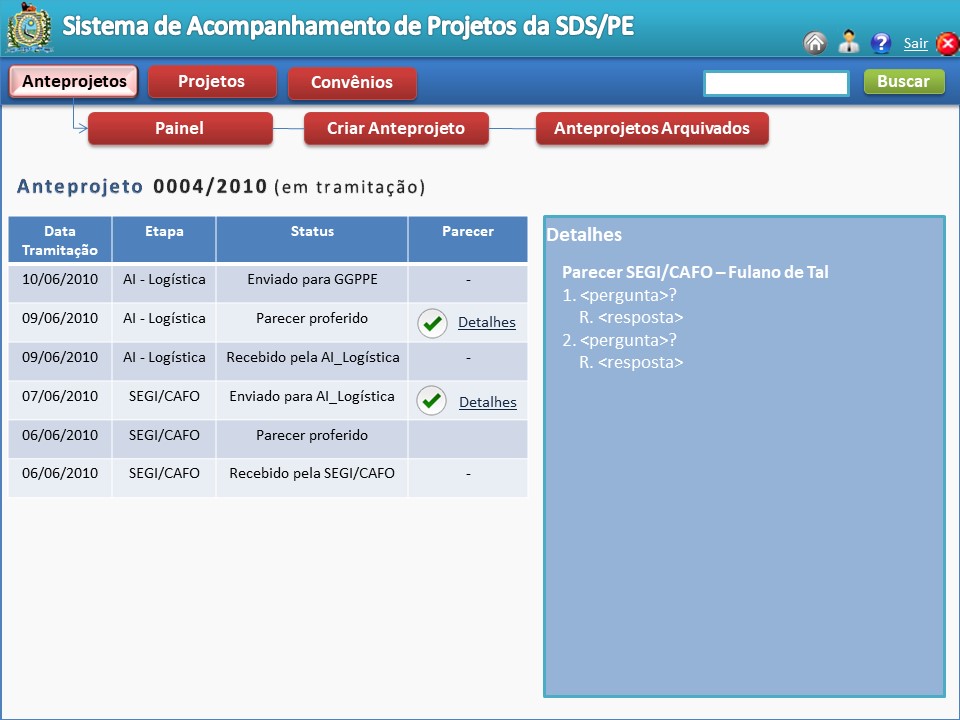 Sistema de Acompanhamento de Projetos da SDS/PE
Sair
Anteprojetos Projetos Convênios Buscar
Painel Criar Anteprojeto Anteprojetos Arquivados
Anteprojeto 0004/2010 (em tramitação)
Data Tramitação Etapa Status Parecer
10/06/2010 AI - Logística Enviado para GGPPE -
09/06/2010 AI - Logística Parecer proferido Detalhes
09/06/2010 AI - Logística Recebido pela AI_Logística -
07/06/2010 SEGI/CAFO Enviado para AI_Logística Detalhes
06/06/2010 SEGI/CAFO Parecer proferido
06/06/2010 SEGI/CAFO Recebido pela SEGI/CAFO -
Detalhes
Parecer SEGI/CAFO – Fulano de Tal
1. <pergunta>?
R. <resposta>
2. <pergunta>?
R. <resposta>